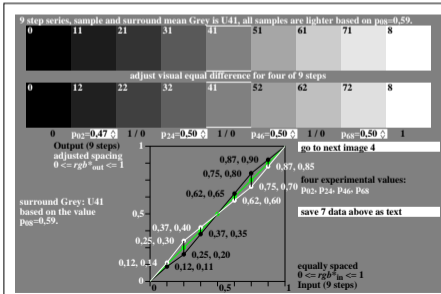 9 step series, sample and surround mean Grey is U41, all samples are lighter based on p08=0,59.
0 11 21 31 41 51 61 71 8
adjust visual equal difference for four of 9 steps
0 12 22 32 42 52 62 72 8
0 p02=0,47 1 / 0 p24=0,50 1 / 0 p46=0,50 1 / 0 p68=0,50 1
Output (9 steps)
adjusted spacing
0 <= rgb*out <= 1
1
0,87, 0,90
go to next image 4
0,75, 0,80
0,87, 0,85
0,62, 0,65
0,75, 0,70
four experimental values:
p02, p24, p46, p68
0,62, 0,60
surround Grey: U41
based on the value
p08=0,59.
0,5
save 7 data above as text
0,37, 0,40
0,37, 0,35
0,25, 0,30
0,25, 0,20
0,12, 0,14
0,12, 0,11
equally spaced
0 <= rgb*in <= 1
Input (9 steps)
0
0 0,5 1